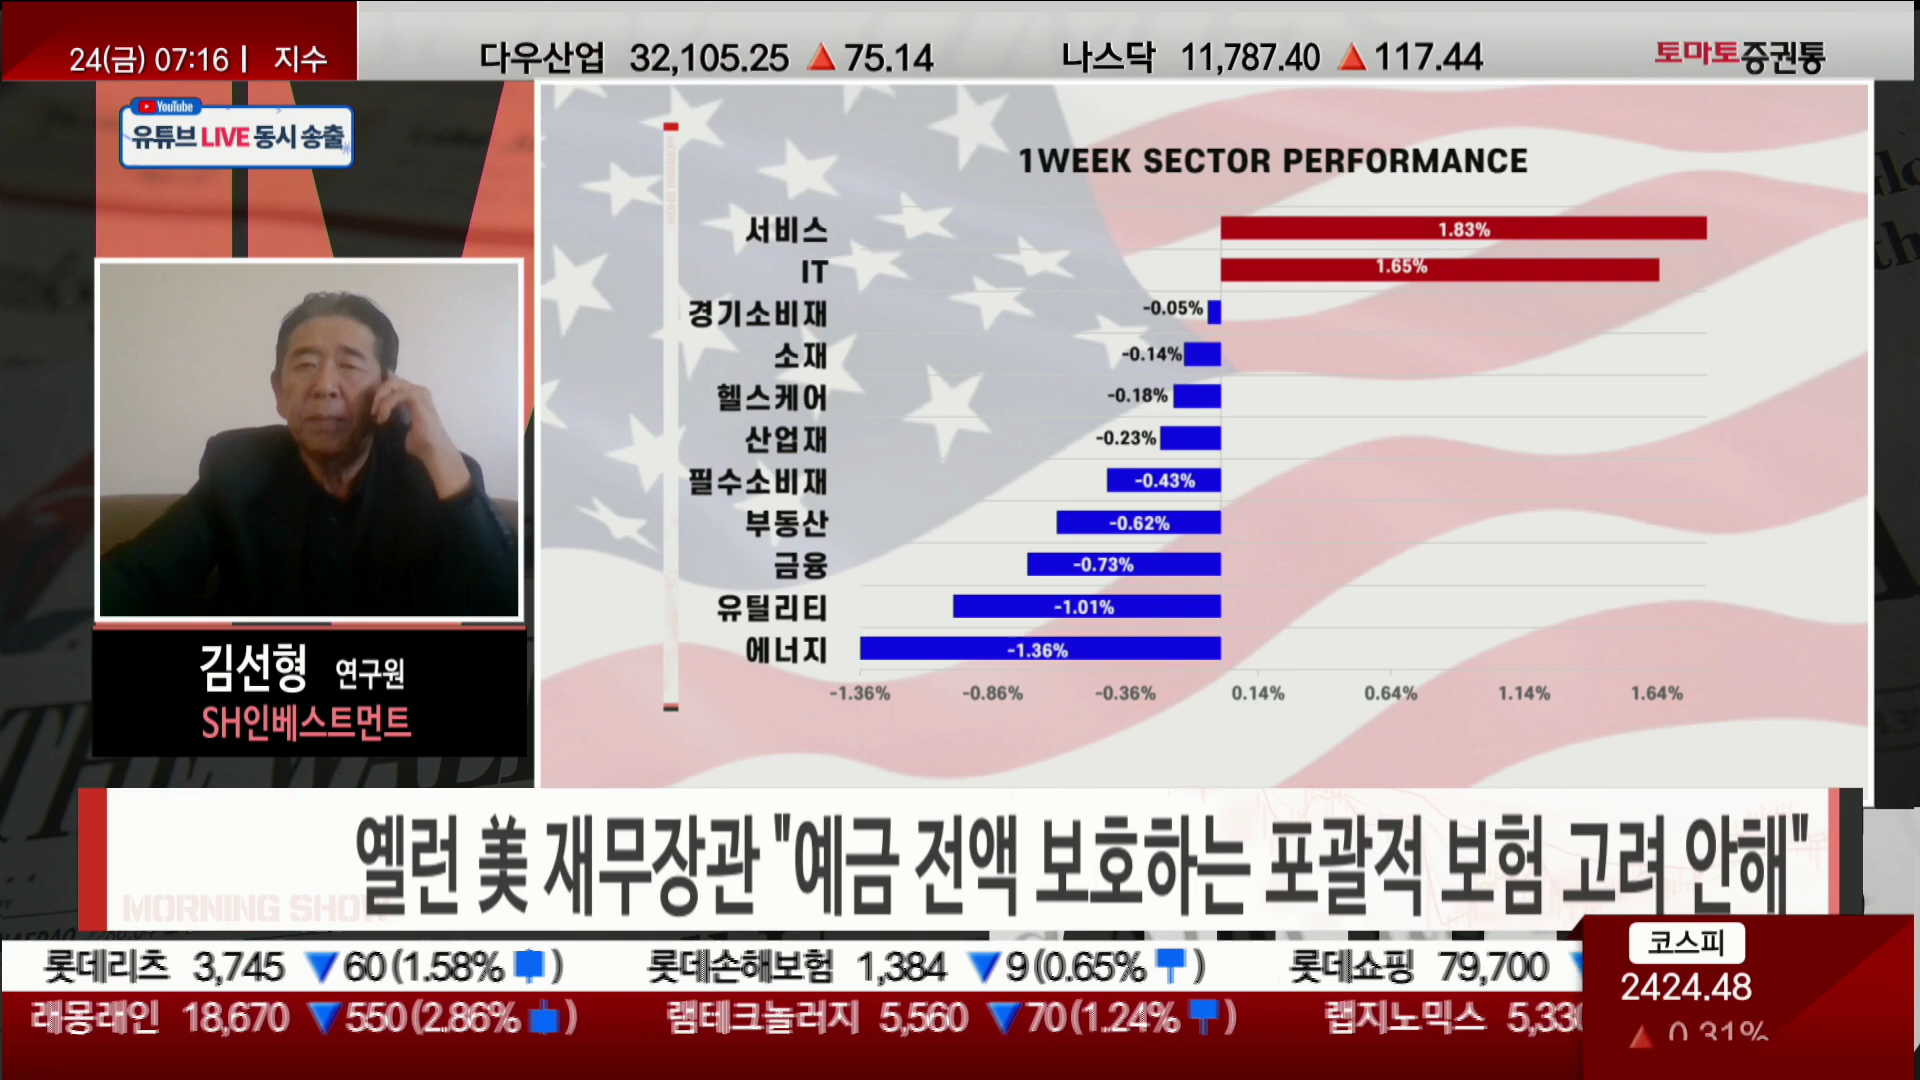 24(금) 07:16 | 지수
다우산업 32,105.25 ▲75.14
나스닥 11,787.40 ▲117.44
토마토증권통
YouTube
유튜브 LIVE 동시 송출
1WEEK SECTOR PERFORMANCE
서비스 1.83%
IT 1.65%
경기소비재 -0.05%
소재 -0.14%
헬스케어 -0.18%
산업재 -0.23%
필수소비재 -0.43%
부동산 -0.62%
금융 -0.73%
유틸리티 -1.01%
에너지 -1.36%
-1.36% -0.86% -0.36% 0.14% 0.64% 1.14% 1.64%
김선형 연구원
SH인베스트먼트
옐런 美 재무장관 "예금 전액 보호하는 포괄적 보험 고려 안해"
MORNING SHOW
롯데리츠 3,745 ▼60(1.58%) 롯데손해보험 1,384 ▼9(0.65%) 롯데쇼핑 79,700
래몽래인 18,670 ▼550(2.86%) 램테크놀러지 5,560 ▼70(1.24%) 랩지노믹스 5,330
코스피
2424.48
▲0.31%